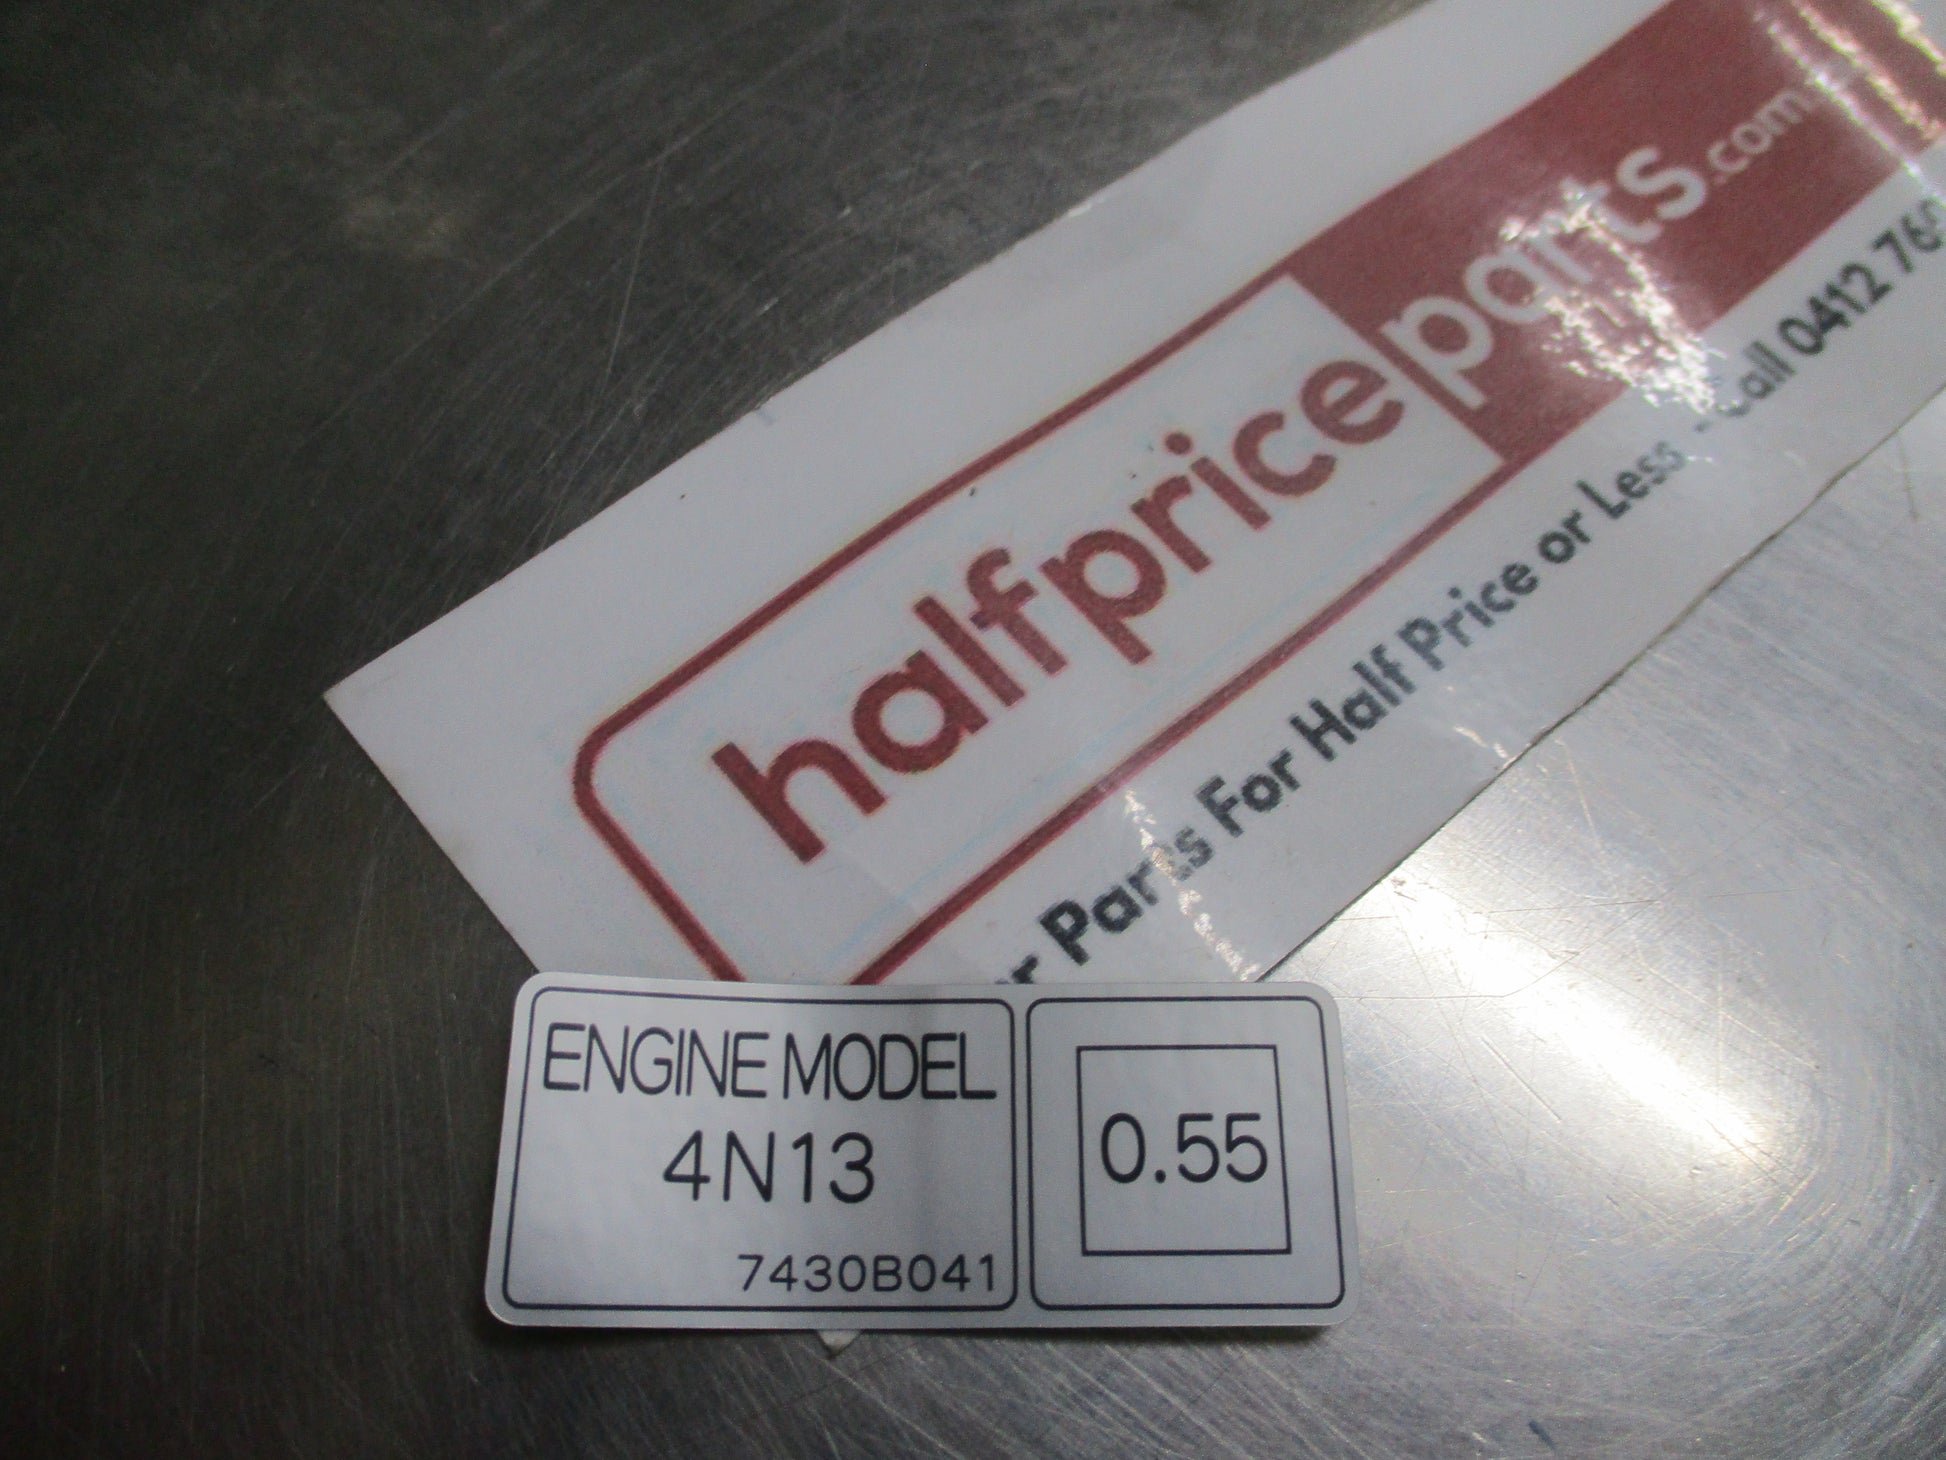 halfpriceparts.com
Parts For Half Price or Less - Call 0412 76
ENGINE MODEL
4N13
7430B041
0.55